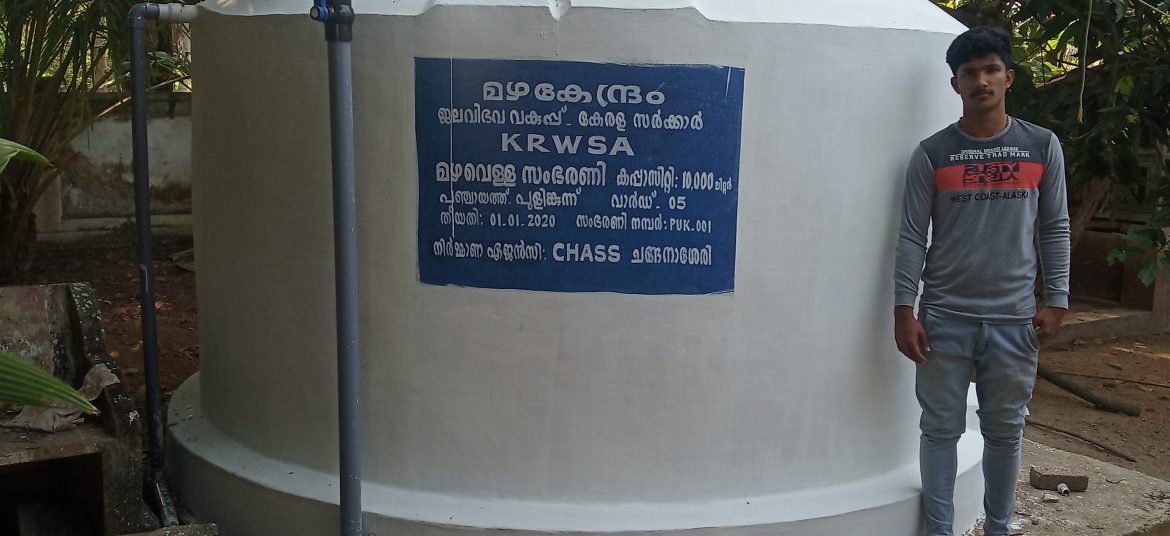 മഴകേന്ദ്രം
ജലവിഭവ വകുപ്പ്- കേരള സർക്കാർ
KRWSA
മഴവെള്ള സംഭരണി കപ്പാസിറ്റി: 10,000 ലിറ്റർ
പഞ്ചായത്ത്. പുളിങ്കുന്ന് വാർഡ്- 05
തീയതി: 01-01-2020 സംഭരണി നമ്പർ: PUK-001
നിർമ്മാണ ഏജൻസി: CHASS ചങ്ങനാശേരി
ORIGINAL BRAND LEAGUE
RESERVE TRAD MARK
WEST COAST-ALASKA